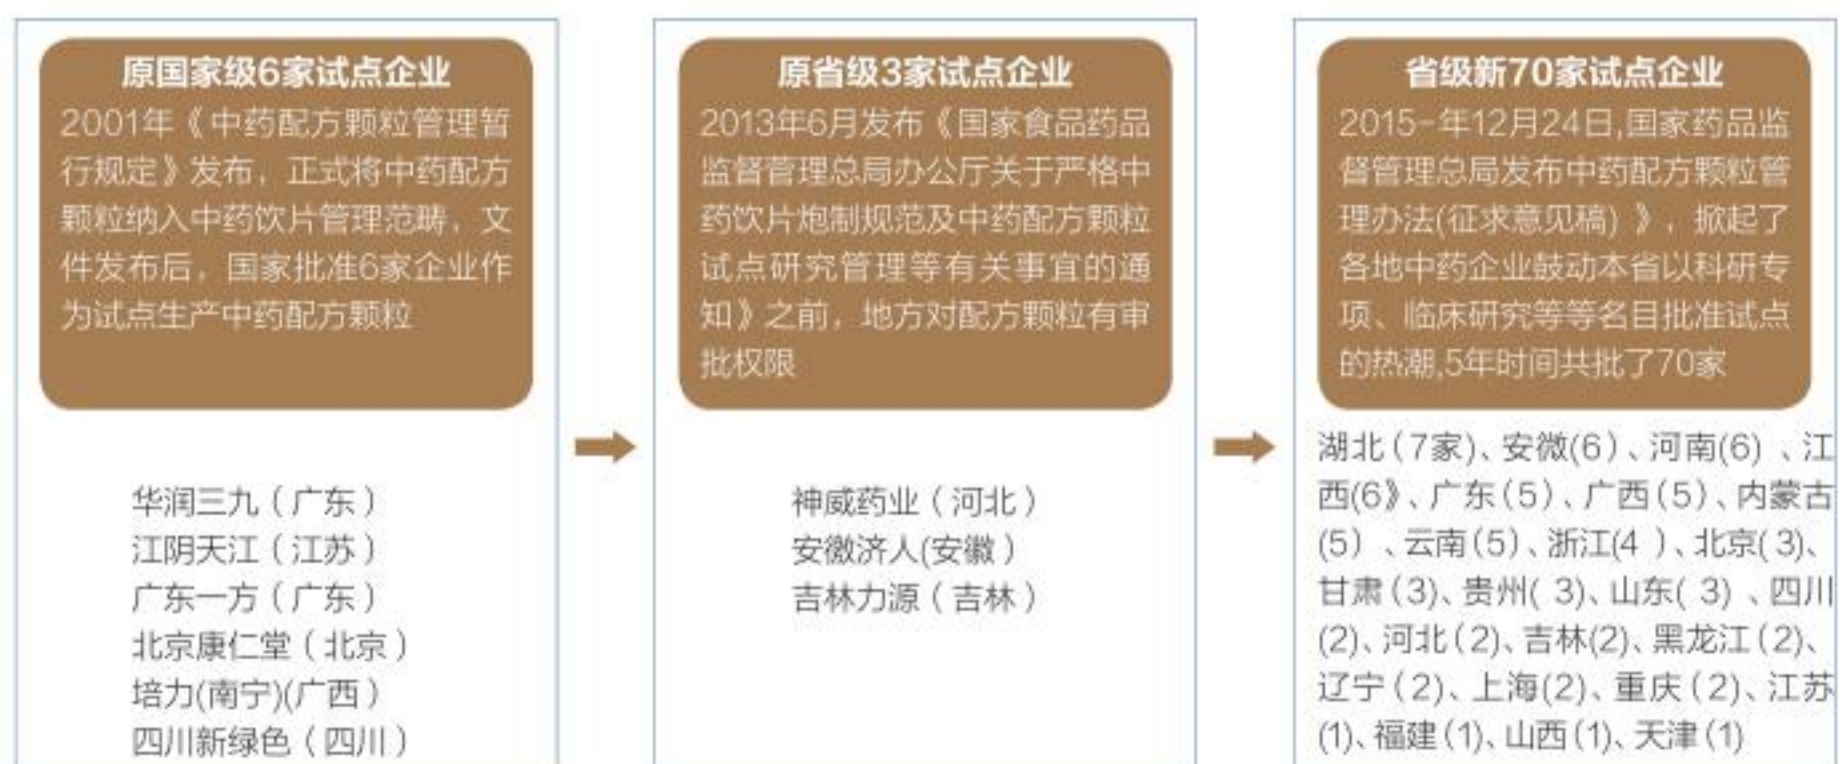 原国家级6家试点企业
2001年《中药配方颗粒管理暂
行规定》发布，正式将中药配方
颗粒纳入中药饮片管理范畴，文
件发布后，国家批准6家企业作
为试点生产中药配方颗粒
华润三九（广东）
江阴天江（江苏）
广东一方（广东）
北京康仁堂（北京）
培力(南宁)(广西）
四川新绿色（四川）
原省级3家试点企业
2013年6月发布《国家食品药品
监督管理总局办公厅关于严格中
药饮片炮制规范及中药配方颗粒
试点研究管理等有关事宜的通
知》之前，地方对配方颗粒有审
批权限
神威药业（河北）
安徽济人(安徽）
吉林力源（吉林）
省级新70家试点企业
2015-年12月24日,国家药品监
督管理总局发布中药配方颗粒管
理办法(征求意见稿) 》，掀起了
各地中药企业鼓动本省以科研专
项、临床研究等等名目批准试点
的热潮,5年时间共批了70家
湖北（7家)、安微(6）、河南(6) 、江
西(6》、广东（5）、广西（5）、内蒙古
(5）、云南（5）、浙江(4 ）、北京( 3)、
甘肃（3)、贵州( 3)、山东( 3) 、四川
(2)、河北（2)、吉林(2)、黑龙江（2)、
辽宁（2)、上海(2)、重庆（2)、江苏
(1)、福建（1)、山西（1)、天津（1)